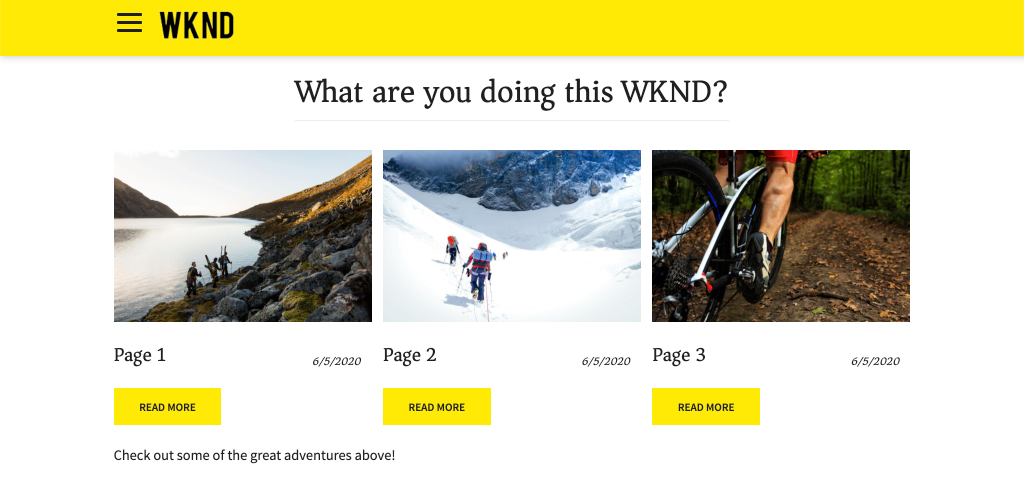 WKND
What are you doing this WKND?
Page 1
6/5/2020
Page 2
6/5/2020
Page 3
6/5/2020
READ MORE
READ MORE
READ MORE
Check out some of the great adventures above!